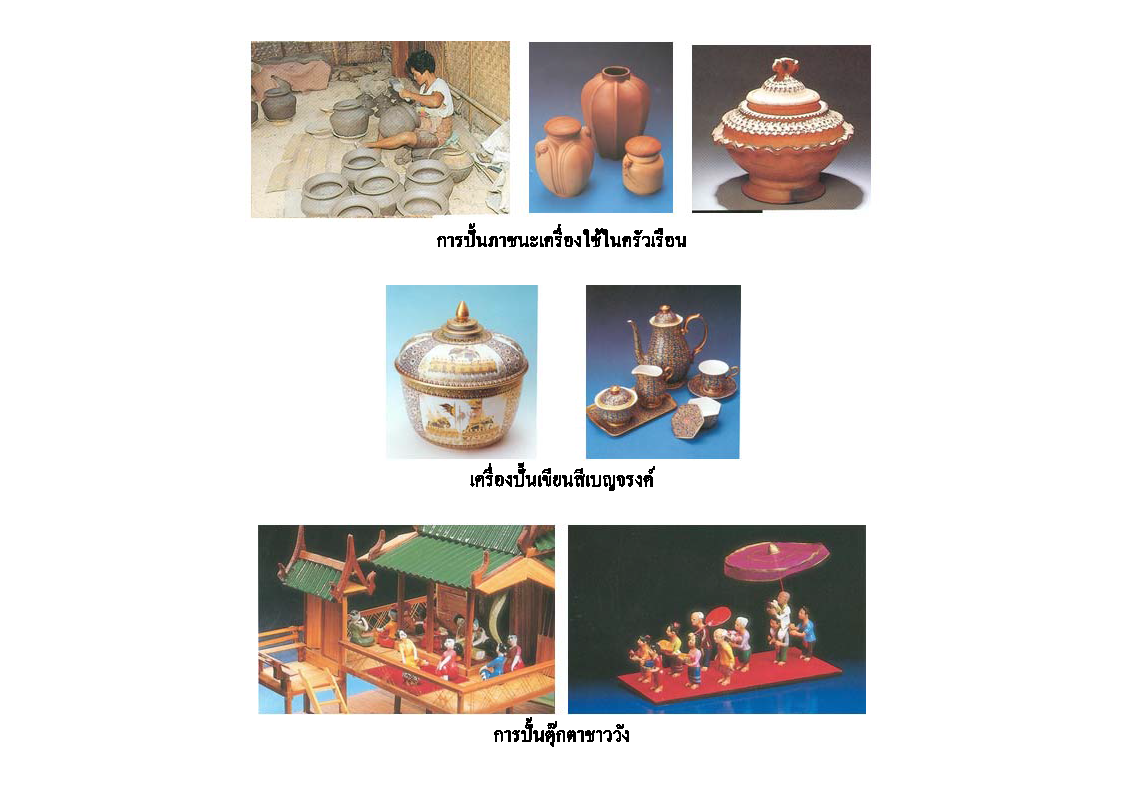 การปั้นภาชนะเครื่องใช้ในครัวเรือน
เครื่องปั้นเขียนสีเบญจรงค์
การปั้นตุ๊กตาชาววัง